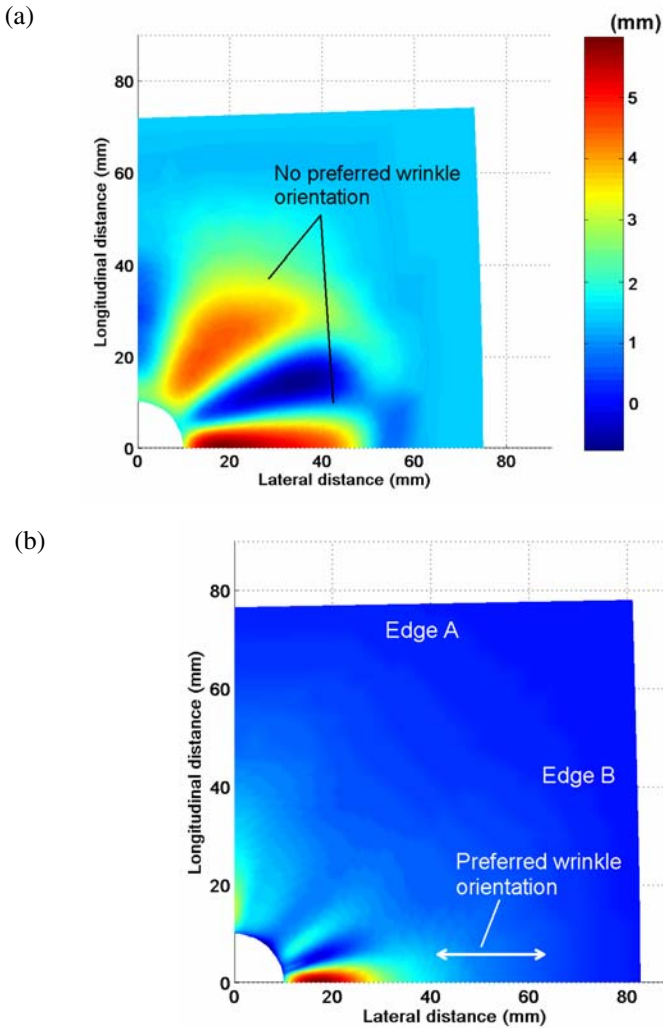 (a)
(mm)
80
60
40
20
0
Longitudinal distance (mm)
No preferred wrinkle
orientation
0 20 40 60 80
Lateral distance (mm)
5
4
3
2
1
0
(b)
80
60
40
20
0
Longitudinal distance (mm)
Edge A
Edge B
Preferred wrinkle
orientation
0 20 40 60 80
Lateral distance (mm)